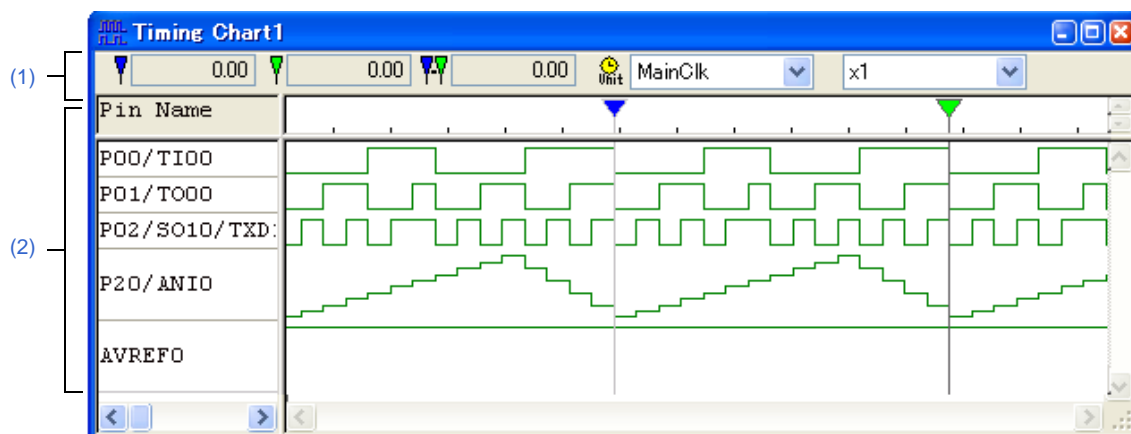 Timing Chart1
(1)
0.00 0.00 0.00 Unit MainClk x1
(2)
Pin Name
P00/TI00
P01/TO00
P02/SO10/TXD
P20/ANI0
AVREF0